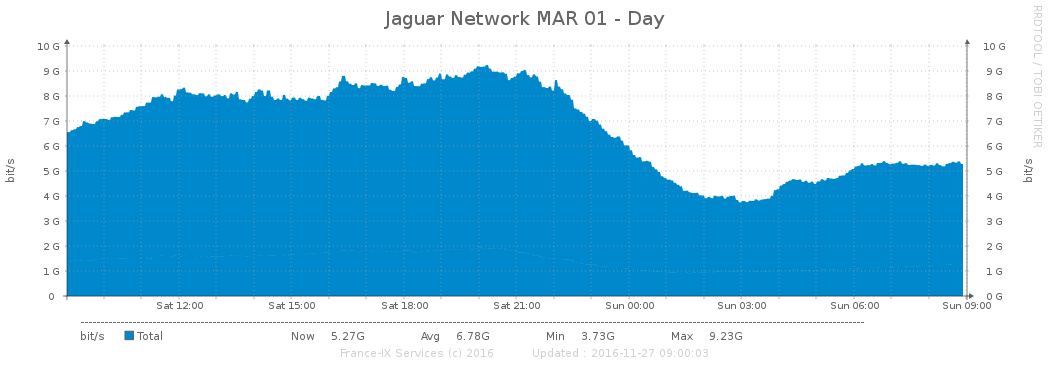 Jaguar Network MAR 01 - Day
RRDTOOL / TOBI OETIKER
10 G 10 G
9 G 9 G
8 G 8 G
7 G 7 G
6 G 6 G
5 G 5 G
4 G 4 G
3 G 3 G
2 G 2 G
1 G 1 G
0 0 G
bit/s bit/s
Sat 12:00 Sat 15:00 Sat 18:00 Sat 21:00 Sun 00:00 Sun 03:00 Sun 06:00 Sun 09:00
bit/s Total Now 5.27G Avg 6.78G Min 3.73G Max 9.23G
France-IX Services (c) 2016 Updated : 2016-11-27 09:00:03